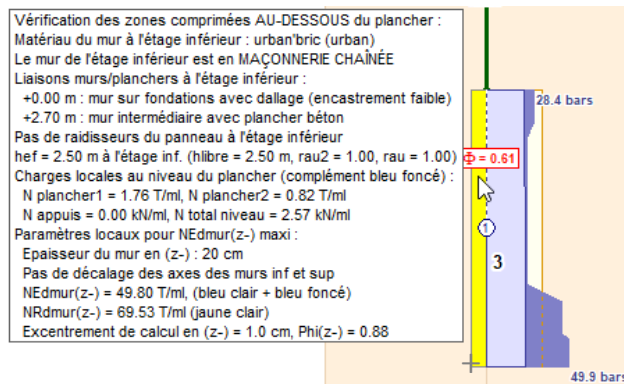 Vérification des zones comprimées AU-DESSOUS du plancher :
Matériau du mur à l'étage inférieur : urban'bric (urban)
Le mur de l'étage inférieur est en MAÇONNERIE CHAÎNÉE
Liaisons murs/planchers à l'étage inférieur :
+0.00 m : mur sur fondations avec dallage (encastrement faible)
+2.70 m : mur intermédiaire avec plancher béton
Pas de raidisseurs du panneau à l'étage inférieur
hef = 2.50 m à l'étage inf. (hlibre = 2.50 m, rau2 = 1.00, rau = 1.00)
Charges locales au niveau du plancher (complément bleu foncé) :
N plancher1 = 1.76 T/ml, N plancher2 = 0.82 T/ml
N appuis = 0.00 kN/ml, N total niveau = 2.57 kN/ml
Paramètres locaux pour NEdmur(z-) maxi :
Epaisseur du mur en (z-) : 20 cm
Pas de décalage des axes des murs inf et sup
NEdmur(z-) = 49.80 T/ml, (bleu clair + bleu foncé)
NRdmur(z-) = 69.53 T/ml (jaune clair)
Excentrement de calcul en (z-) = 1.0 cm, Phi(z-) = 0.88
28.4 bars
Φ = 0.61
1
3
49.9 bars